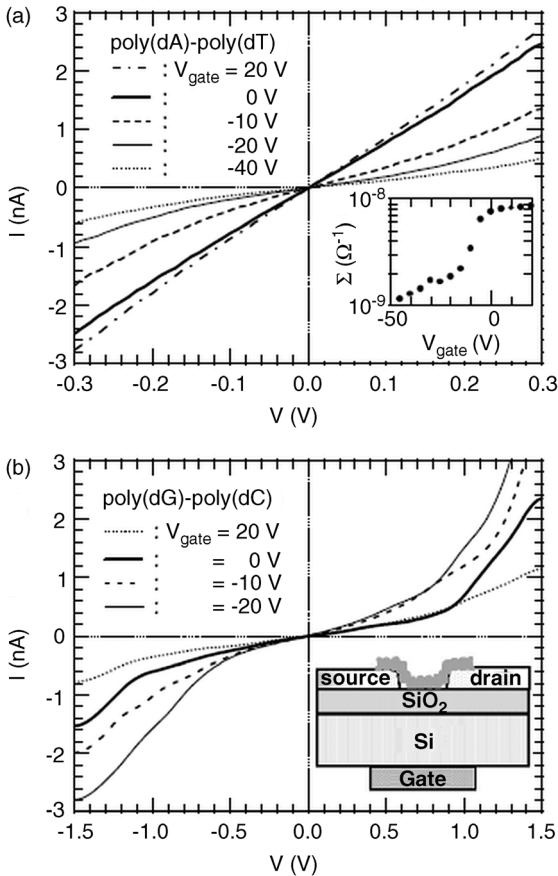 (a)
3
2
1
0
-1
-2
-3
I (nA)
poly(dA)-poly(dT)
V_gate = 20 V
: 0 V
: -10 V
: -20 V
: -40 V
10⁻⁸
10⁻⁹
Σ (Ω⁻¹)
-50 0
V_gate (V)
-0.3 -0.2 -0.1 0.0 0.1 0.2 0.3
V (V)
(b)
3
2
1
0
-1
-2
-3
I (nA)
poly(dG)-poly(dC)
: V_gate = 20 V
: = 0 V
: = -10 V
: = -20 V
source drain
SiO₂
Si
Gate
-1.5 -1.0 -0.5 0.0 0.5 1.0 1.5
V (V)